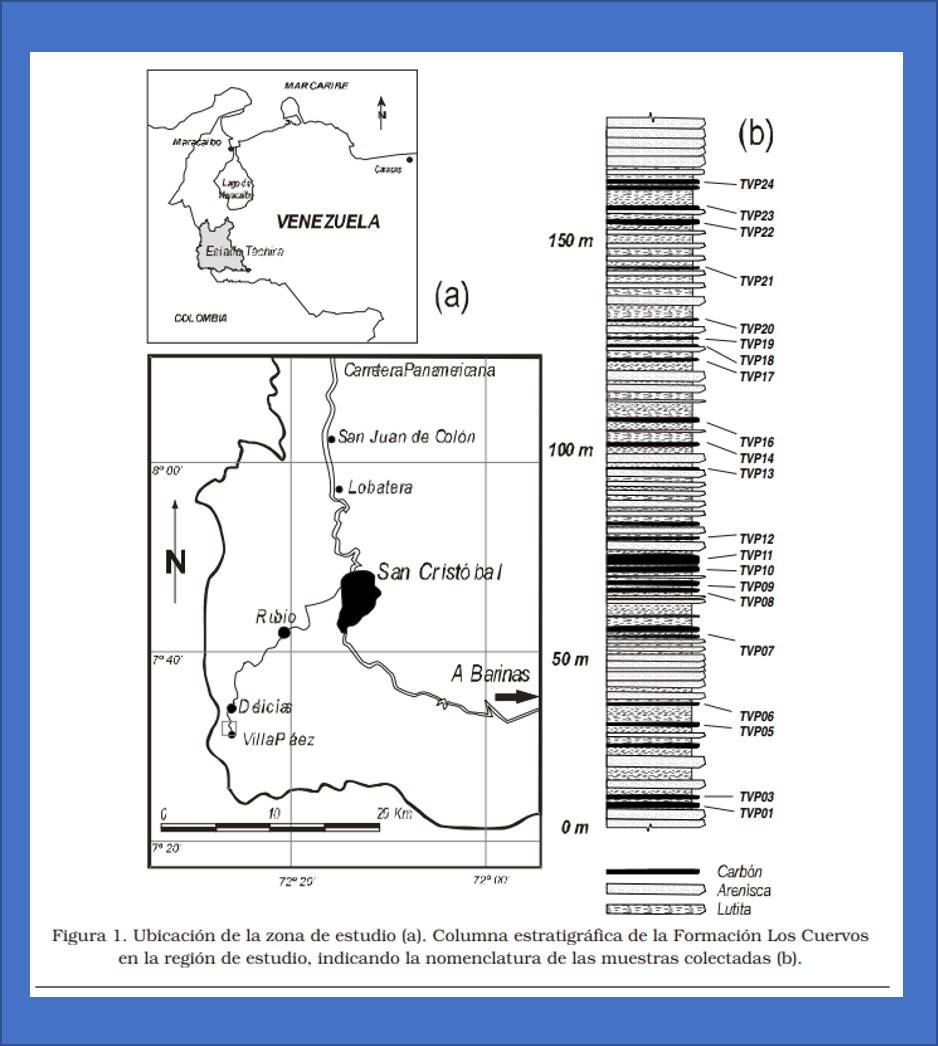 MAR CARIBE
N
Maracaibo
Caracas
Lago de
Maracaibo
VENEZUELA
Estado Táchira
COLOMBIA
(a)
Carretera Panamericana
San Juan de Colón
8° 00'
Lobatera
N
San Cristóbal
Rubio
7° 40'
A Barinas
Delicias
Villa Páez
0 10 20 Km
7° 20'
72° 20' 72° 00'
(b)
TVP24
TVP23
TVP22
150 m
TVP21
TVP20
TVP19
TVP18
TVP17
TVP16
100 m
TVP14
TVP13
TVP12
TVP11
TVP10
TVP09
TVP08
TVP07
50 m
TVP06
TVP05
TVP03
TVP01
0 m
Carbón
Arenisca
Lutita
Figura 1. Ubicación de la zona de estudio (a). Columna estratigráfica de la Formación Los Cuervos
en la región de estudio, indicando la nomenclatura de las muestras colectadas (b).